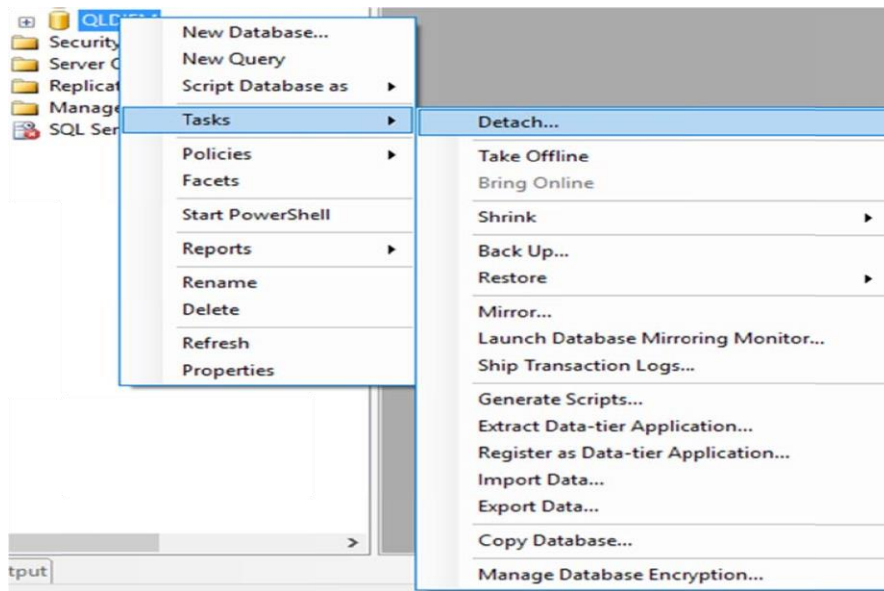 Security
Server
Replicat
Manage
SQL Ser
New Database...
New Query
Script Database as
Tasks
Policies
Facets
Start PowerShell
Reports
Rename
Delete
Refresh
Properties
Detach...
Take Offline
Bring Online
Shrink
Back Up...
Restore
Mirror...
Launch Database Mirroring Monitor...
Ship Transaction Logs...
Generate Scripts...
Extract Data-tier Application...
Register as Data-tier Application...
Import Data...
Export Data...
Copy Database...
Manage Database Encryption...
tput